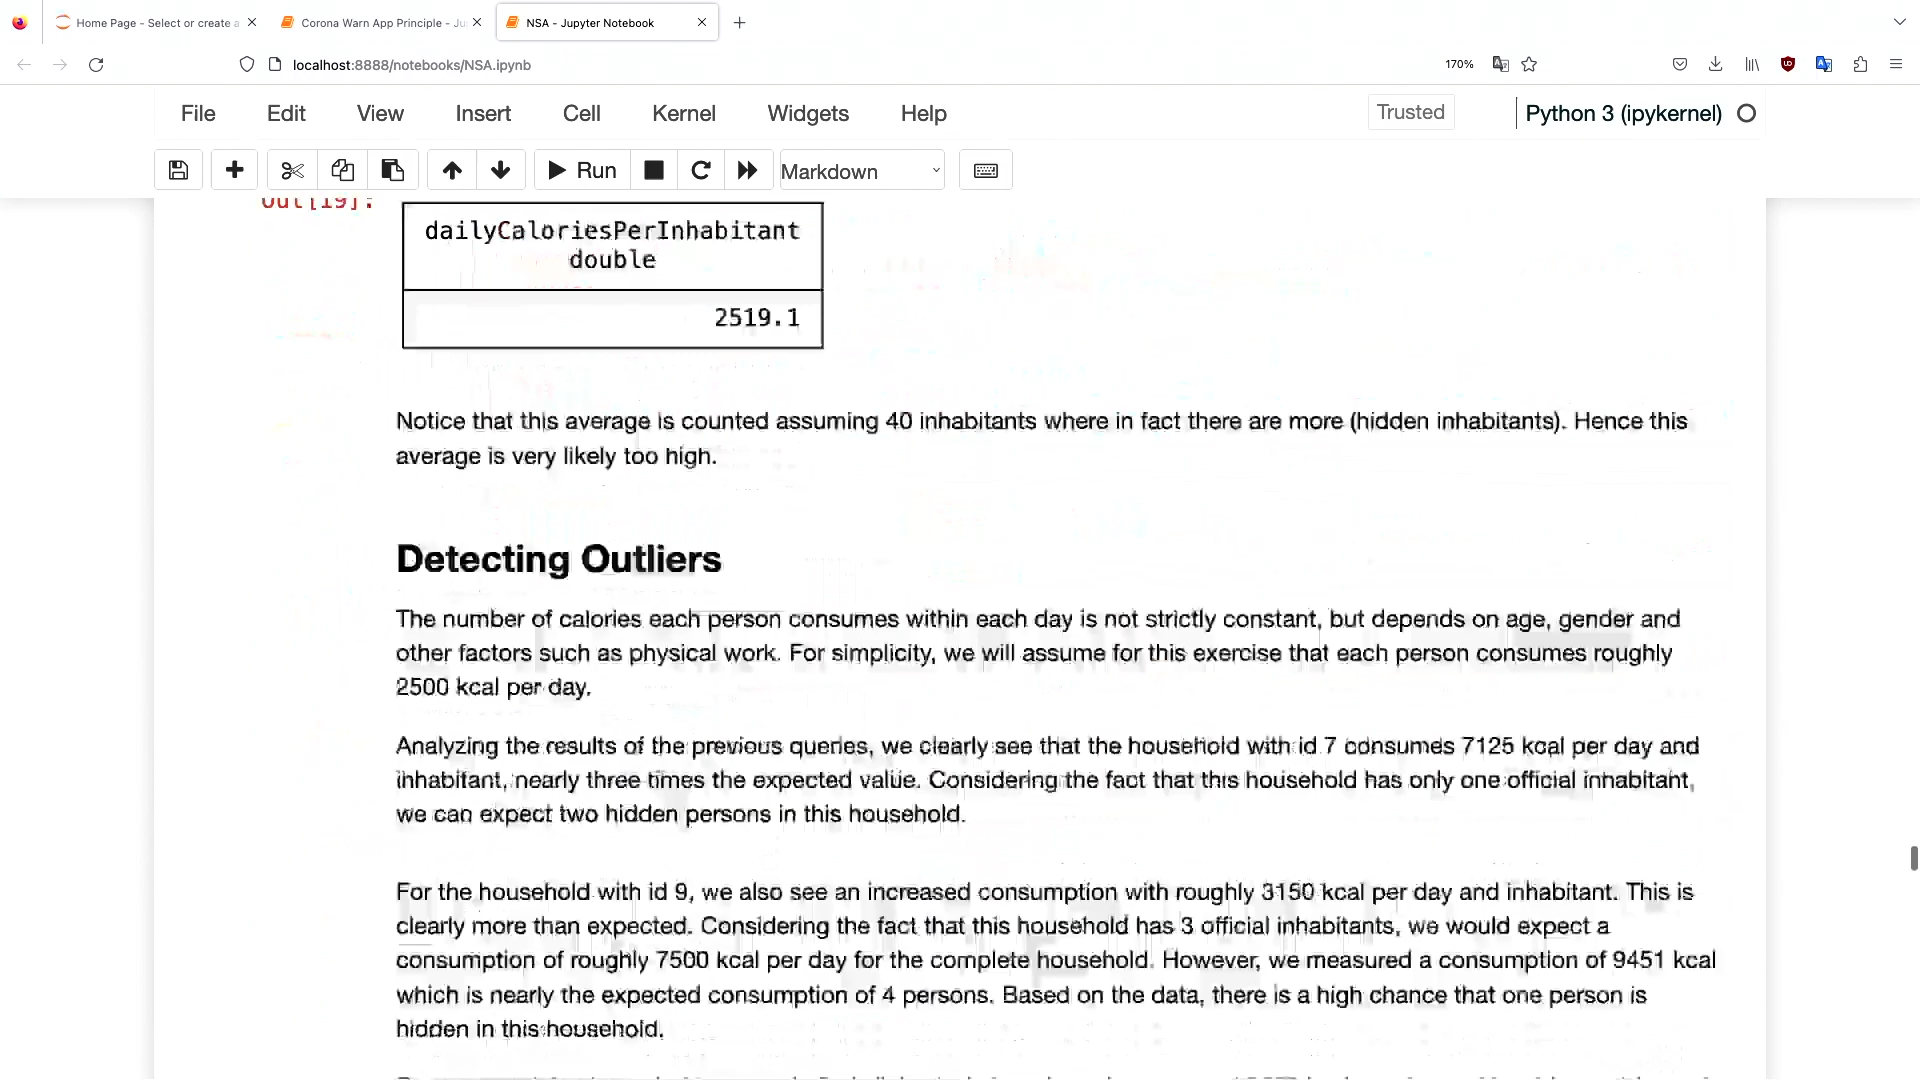 Home Page - Select or create a
Corona Warn App Principle - Ju
NSA - Jupyter Notebook
localhost:8888/notebooks/NSA.ipynb
170%
File Edit View Insert Cell Kernel Widgets Help
Trusted
Python 3 (ipykernel)
Run
Markdown
Out[19]:
dailyCaloriesPerInhabitant
double
2519.1
Notice that this average is counted assuming 40 inhabitants where in fact there are more (hidden inhabitants). Hence this
average is very likely too high.
Detecting Outliers
The number of calories each person consumes within each day is not strictly constant, but depends on age, gender and
other factors such as physical work. For simplicity, we will assume for this exercise that each person consumes roughly
2500 kcal per day.
Analyzing the results of the previous queries, we clearly see that the household with id 7 consumes 7125 kcal per day and
inhabitant, nearly three times the expected value. Considering the fact that this household has only one official inhabitant,
we can expect two hidden persons in this household.
For the household with id 9, we also see an increased consumption with roughly 3150 kcal per day and inhabitant. This is
clearly more than expected. Considering the fact that this household has 3 official inhabitants, we would expect a
consumption of roughly 7500 kcal per day for the complete household. However, we measured a consumption of 9451 kcal
which is nearly the expected consumption of 4 persons. Based on the data, there is a high chance that one person is
hidden in this household.